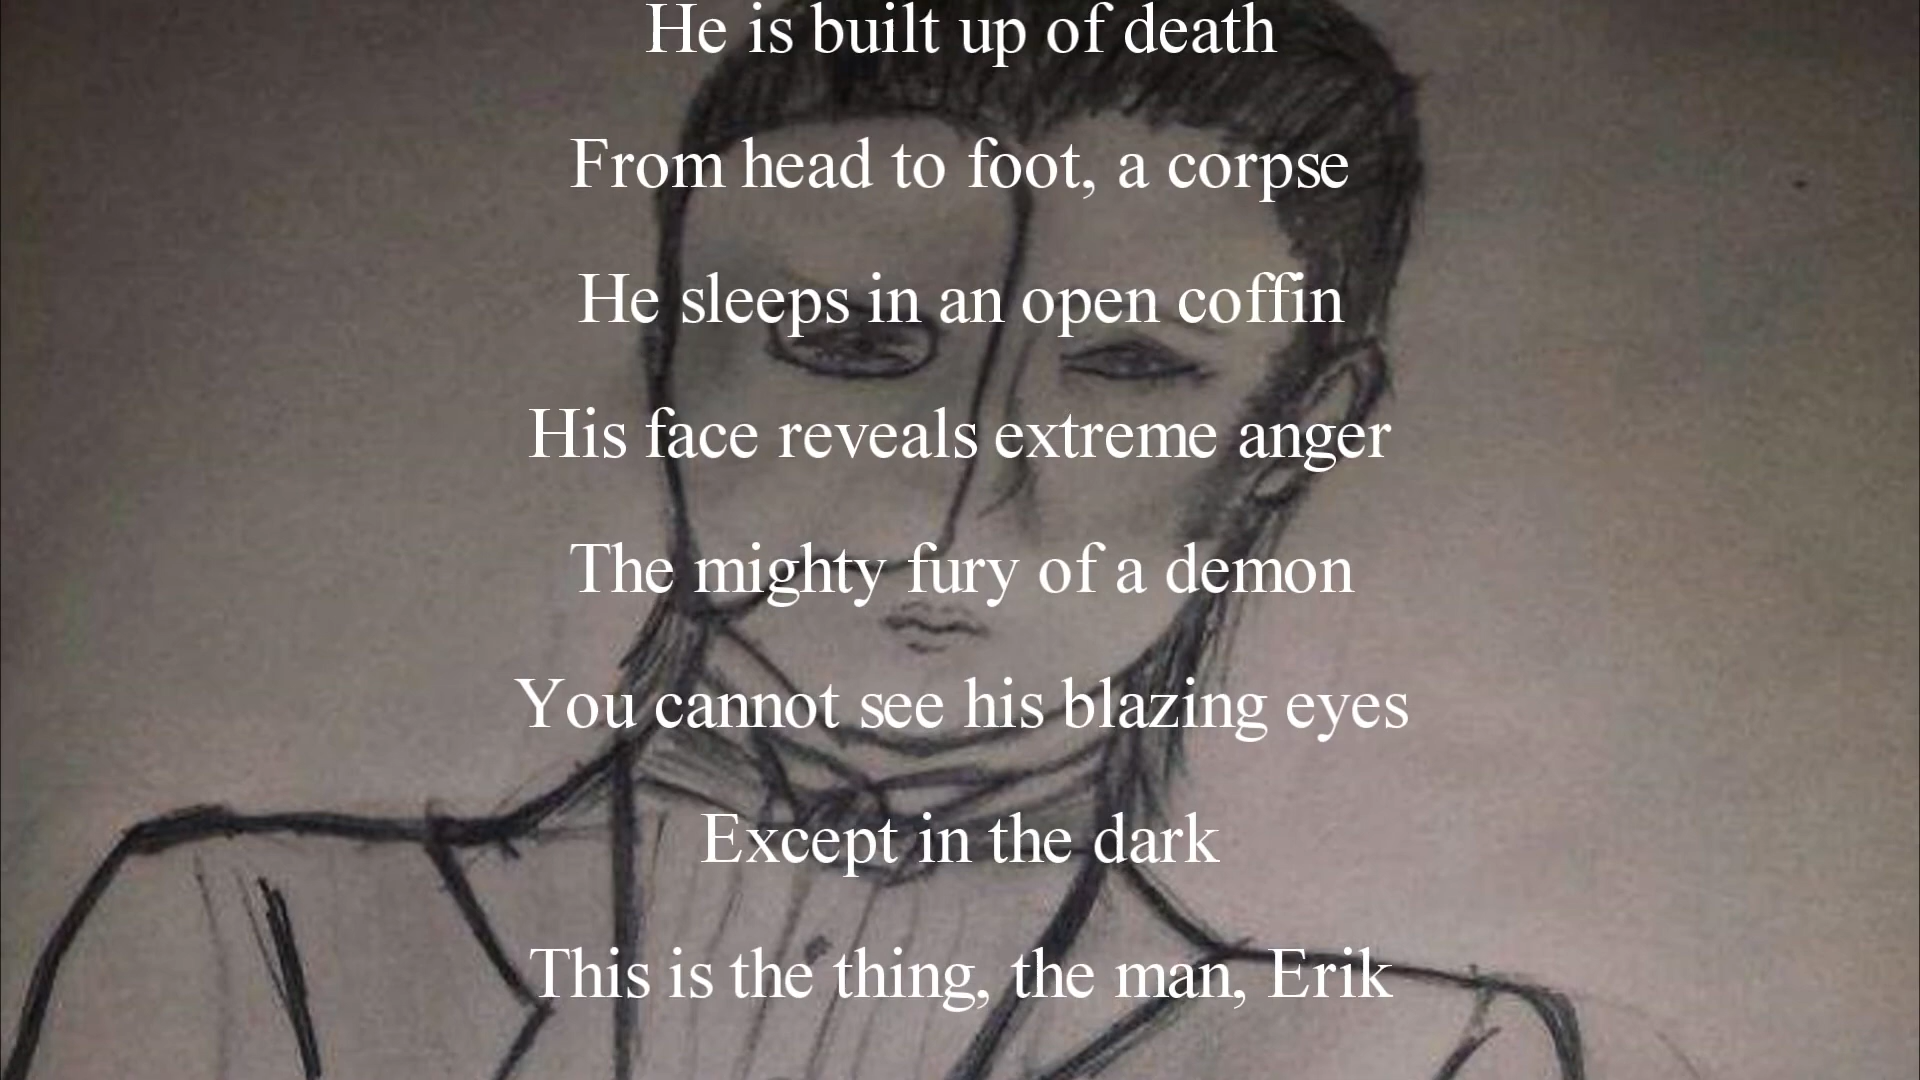 He is built up of death
From head to foot, a corpse
He sleeps in an open coffin
His face reveals extreme anger
The mighty fury of a demon
You cannot see his blazing eyes
Except in the dark
This is the thing, the man, Erik